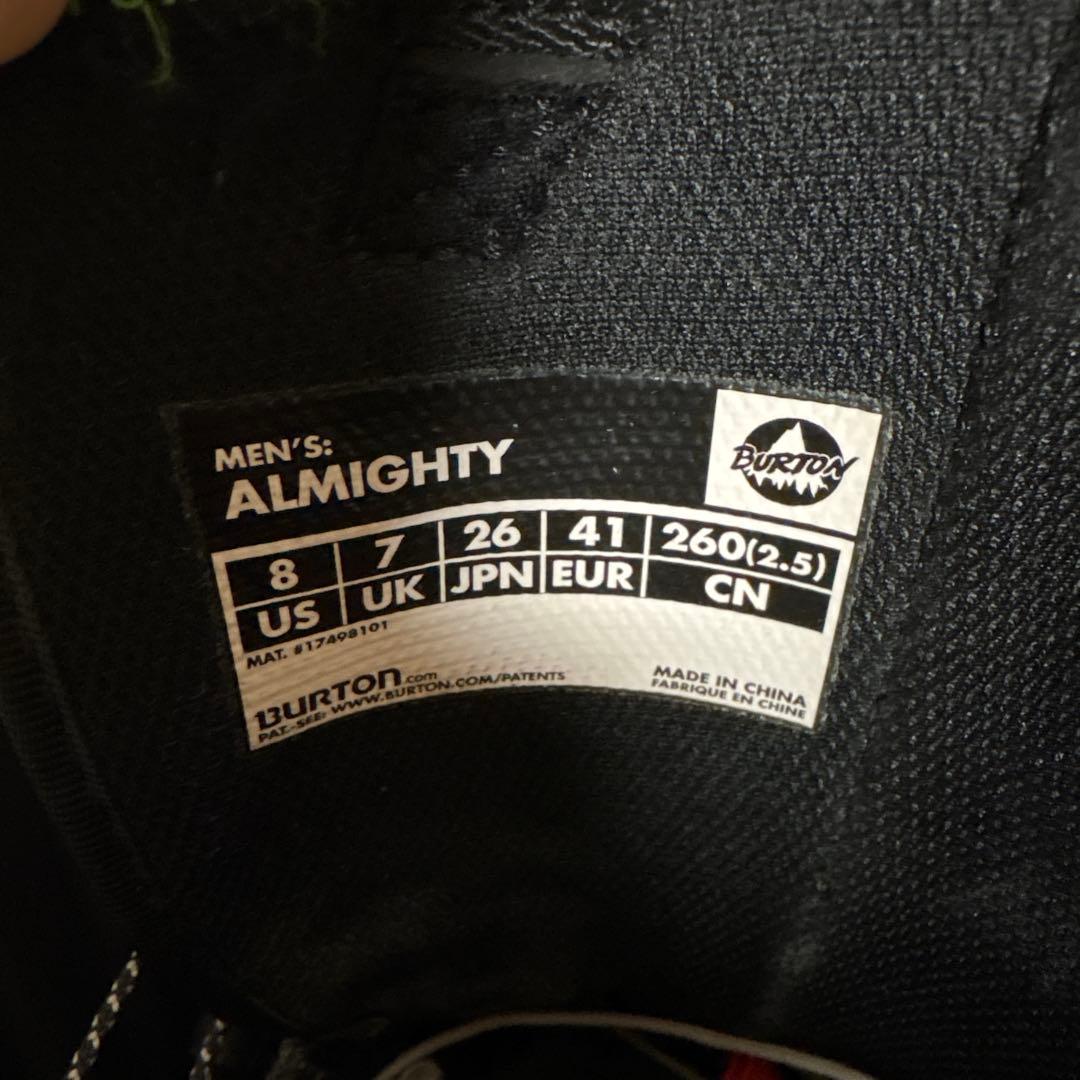 MEN'S:
ALMIGHTY
BURTON
8 7 26 41 260(2.5)
US UK JPN EUR CN
MAT. #17498101
BURTON.com
PAT.-SEE: WWW.BURTON.COM/PATENTS
MADE IN CHINA
FABRIQUE EN CHINE